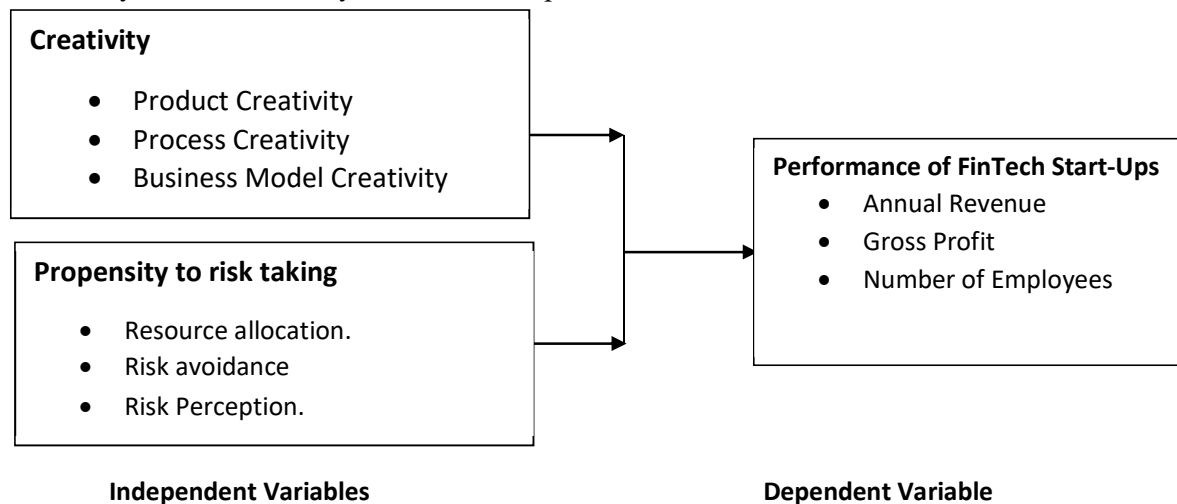 Creativity
• Product Creativity
• Process Creativity
• Business Model Creativity
Propensity to risk taking
• Resource allocation.
• Risk avoidance
• Risk Perception.
Performance of FinTech Start-Ups
• Annual Revenue
• Gross Profit
• Number of Employees
Independent Variables
Dependent Variable